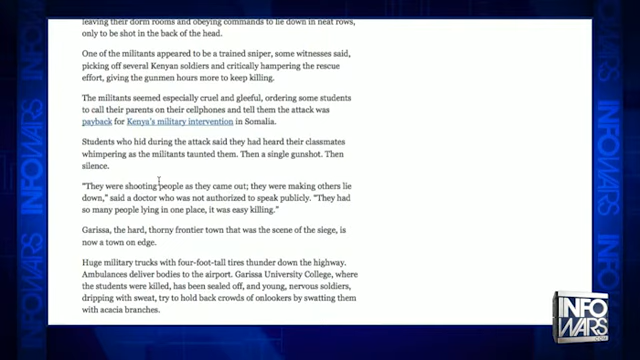 leaving their dorm rooms and obeying commands to lie down in neat rows,
only to be shot in the back of the head.
One of the militants appeared to be a trained sniper, some witnesses said,
picking off several Kenyan soldiers and critically hampering the rescue
effort, giving the gunmen hours more to keep killing.
The militants seemed especially cruel and gleeful, ordering some students
to call their parents on their cellphones and tell them the attack was
payback for Kenya's military intervention in Somalia.
Students who hid during the attack said they had heard their classmates
whimpering as the militants taunted them. Then a single gunshot. Then
silence.
"They were shooting people as they came out; they were making others lie
down," said a doctor who was not authorized to speak publicly. "They had
so many people lying in one place, it was easy killing."
Garissa, the hard, thorny frontier town that was the scene of the siege, is
now a town on edge.
Huge military trucks with four-foot-tall tires thunder down the highway.
Ambulances deliver bodies to the airport. Garissa University College, where
the students were killed, has been sealed off, and young, nervous soldiers,
dripping with sweat, try to hold back crowds of onlookers by swatting them
with acacia branches.
INFOWARS
INFO
WARS
.COM